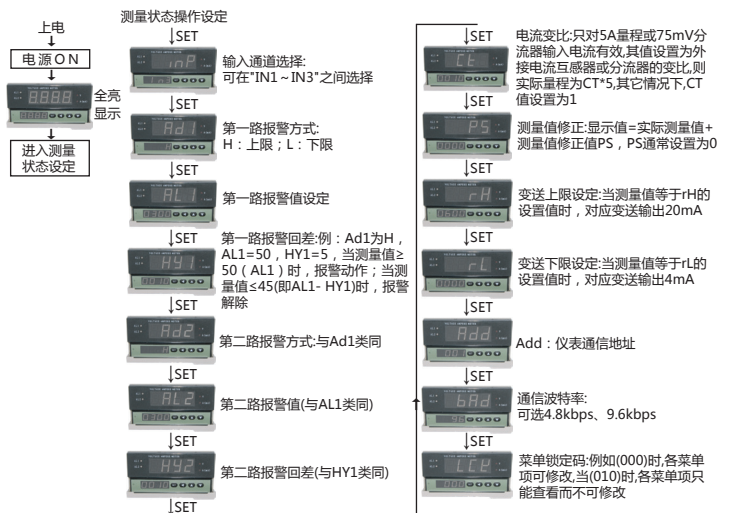 上电
电源ON
8.8.8.8.
全亮
显示
进入测量
状态设定
测量状态操作设定
SET
inP
输入通道选择:
可在"IN1～IN3"之间选择
SET
Ad1
第一路报警方式:
H：上限；L：下限
SET
AL1
第一路报警值设定
SET
HY1
第一路报警回差:例：Ad1为H，
AL1=50，HY1=5，当测量值≥
50（AL1）时，报警动作；当测
量值≤45(即AL1- HY1)时，报警
解除
SET
Ad2
第二路报警方式:与Ad1类同
SET
AL2
第二路报警值(与AL1类同)
SET
HY2
第二路报警回差(与HY1类同)
SET
SET
Ct
电流变比:只对5A量程或75mV分
流器输入电流有效,其值设置为外
接电流互感器或分流器的变比,则
实际量程为CT*5,其它情况下,CT
值设置为1
SET
PS
测量值修正:显示值=实际测量值+
测量值修正值PS，PS通常设置为0
SET
rH
变送上限设定:当测量值等于rH的
设置值时，对应变送输出20mA
SET
rL
变送下限设定:当测量值等于rL的
设置值时，对应变送输出4mA
SET
Add
Add：仪表通信地址
SET
bAd
通信波特率:
可选4.8kbps、9.6kbps
SET
LCK
菜单锁定码:例如(000)时,各菜单
项可修改,当(010)时,各菜单项只
能查看而不可修改